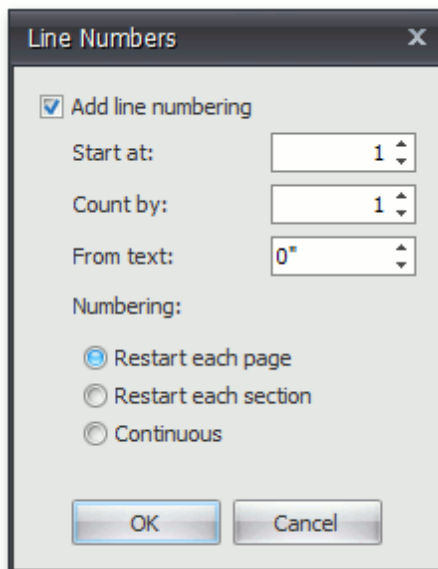 Line Numbers
Add line numbering
Start at: 1
Count by: 1
From text: 0"
Numbering:
Restart each page
Restart each section
Continuous
OK Cancel